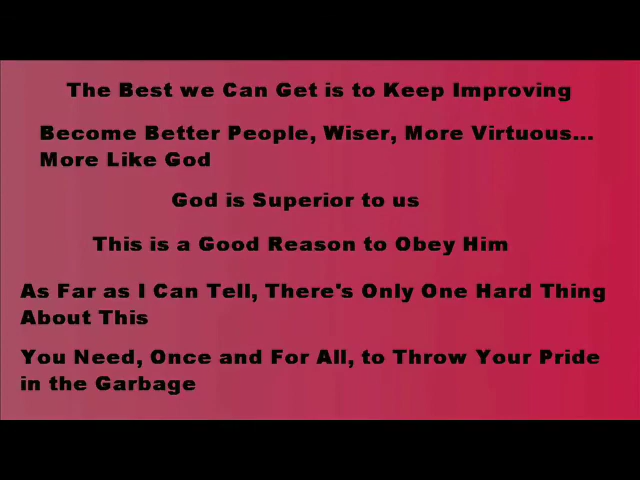 The Best we Can Get is to Keep Improving
Become Better People, Wiser, More Virtuous...
More Like God
God is Superior to us
This is a Good Reason to Obey Him
As Far as I Can Tell, There's Only One Hard Thing
About This
You Need, Once and For All, to Throw Your Pride
in the Garbage